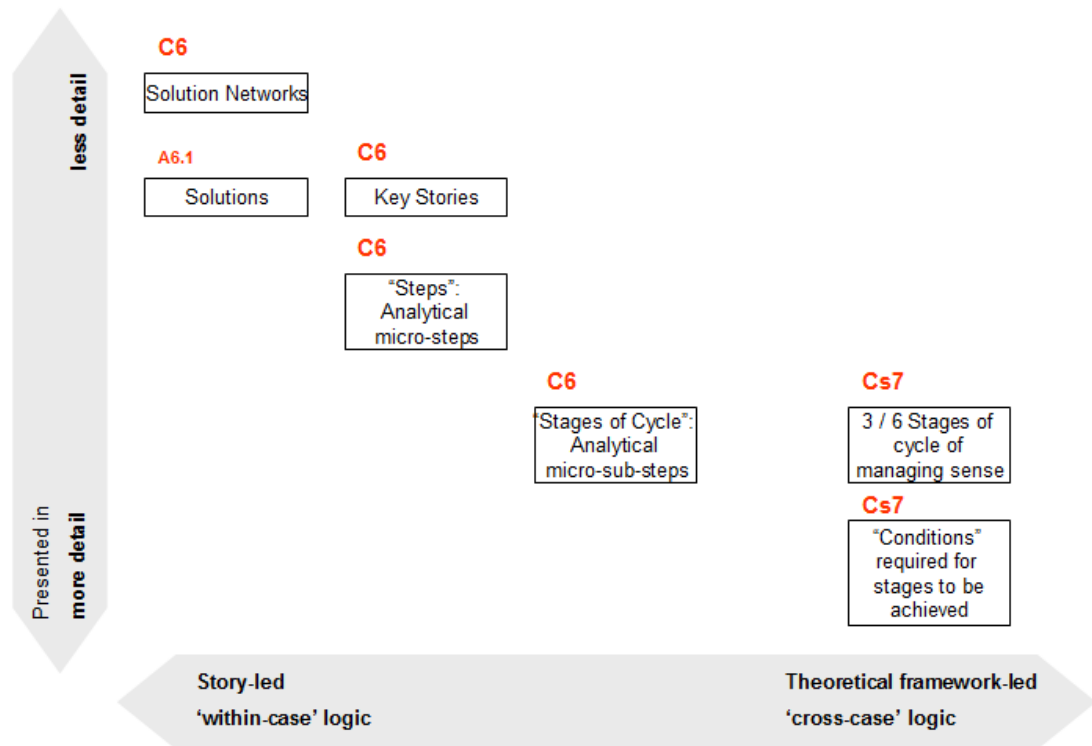 C6
Solution Networks
less detail
A6.1
Solutions
C6
Key Stories
C6
“Steps”:
Analytical
micro-steps
C6
“Stages of Cycle”:
Analytical
micro-sub-steps
Cs7
3 / 6 Stages of
cycle of
managing sense
Cs7
“Conditions”
required for
stages to be
achieved
Presented in
more detail
Story-led
‘within-case’ logic
Theoretical framework-led
‘cross-case’ logic